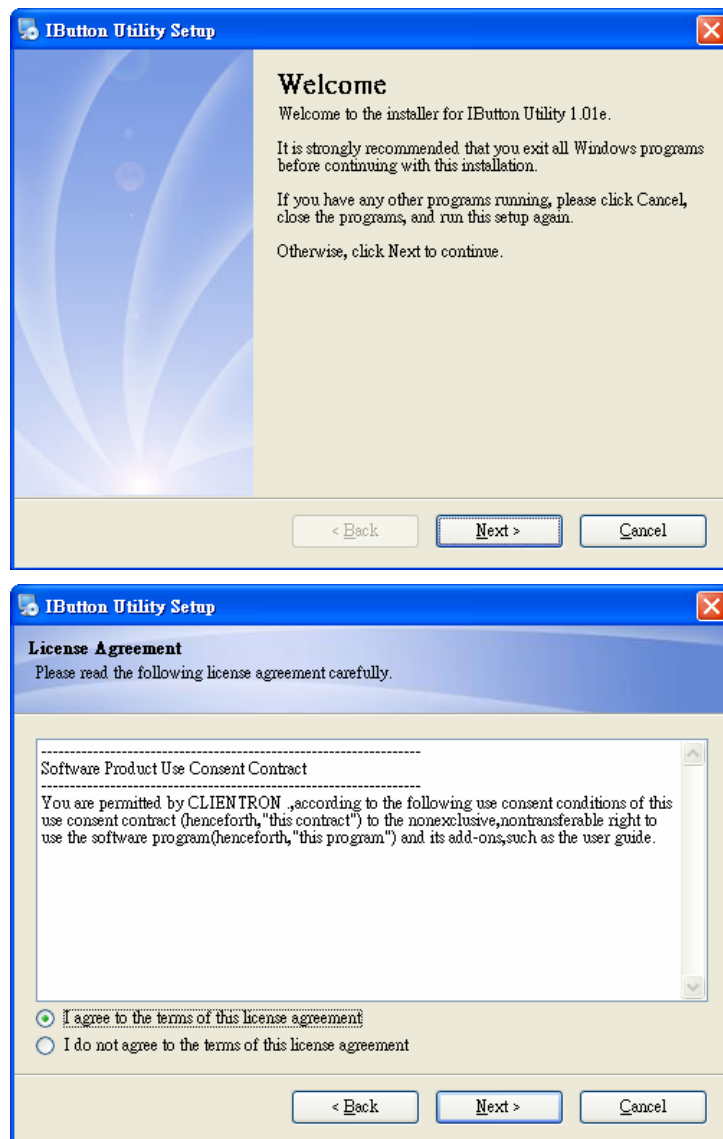 IButton Utility Setup
Welcome
Welcome to the installer for IButton Utility 1.01e.
It is strongly recommended that you exit all Windows programs
before continuing with this installation.
If you have any other programs running, please click Cancel,
close the programs, and run this setup again.
Otherwise, click Next to continue.
< Back
Next >
Cancel
IButton Utility Setup
License Agreement
Please read the following license agreement carefully.
------------------------------------------------------------------
Software Product Use Consent Contract
------------------------------------------------------------------
You are permitted by CLIENTRON .,according to the following use consent conditions of this
use consent contract (henceforth,"this contract") to the nonexclusive,nontransferable right to
use the software program(henceforth,"this program") and its add-ons,such as the user guide.
I agree to the terms of this license agreement
I do not agree to the terms of this license agreement
< Back
Next >
Cancel